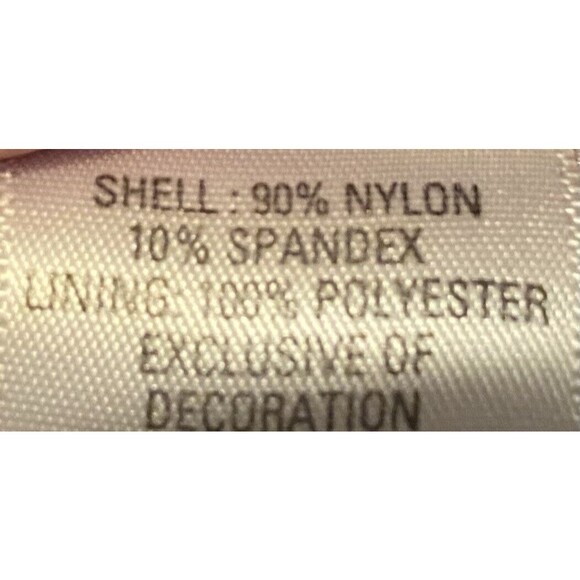 SHELL: 90% NYLON
10% SPANDEX
LINING: 100% POLYESTER
EXCLUSIVE OF
DECORATION